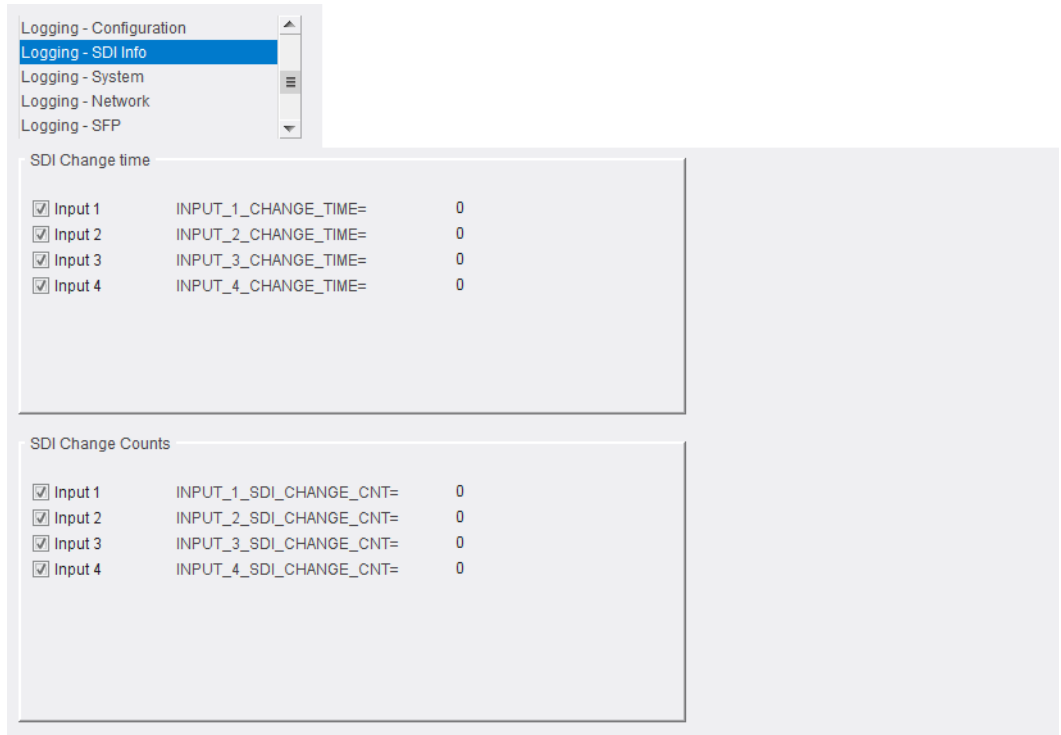 Logging - Configuration
Logging - SDI Info
Logging - System
Logging - Network
Logging - SFP
SDI Change time
Input 1 INPUT_1_CHANGE_TIME= 0
Input 2 INPUT_2_CHANGE_TIME= 0
Input 3 INPUT_3_CHANGE_TIME= 0
Input 4 INPUT_4_CHANGE_TIME= 0
SDI Change Counts
Input 1 INPUT_1_SDI_CHANGE_CNT= 0
Input 2 INPUT_2_SDI_CHANGE_CNT= 0
Input 3 INPUT_3_SDI_CHANGE_CNT= 0
Input 4 INPUT_4_SDI_CHANGE_CNT= 0